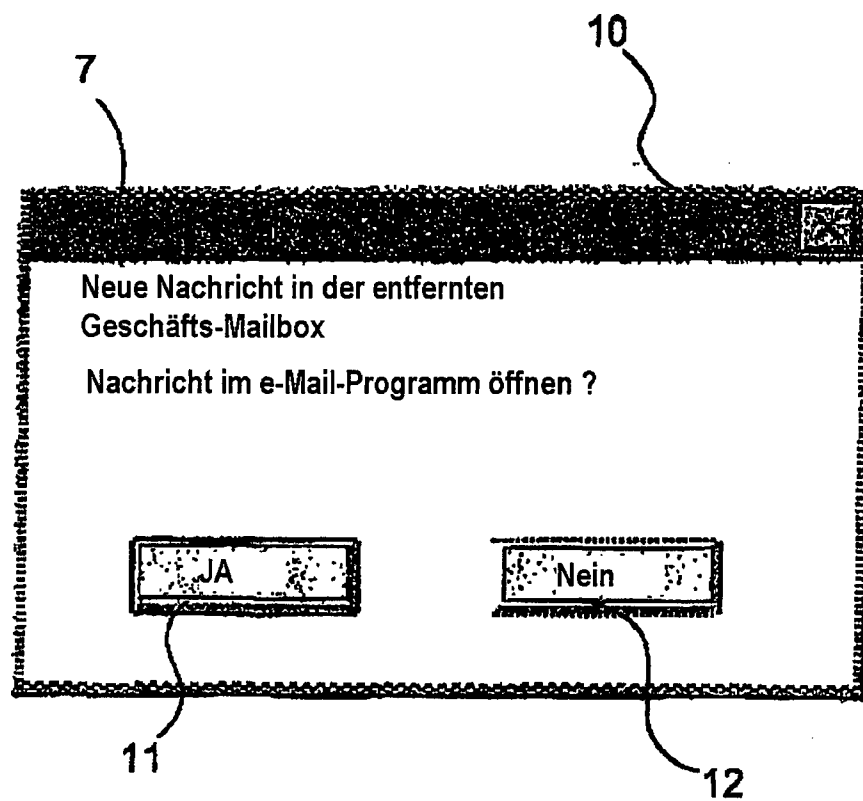 10
7
Neue Nachricht in der entfernten
Geschäfts-Mailbox
Nachricht im e-Mail-Programm öffnen ?
JA
Nein
11
12